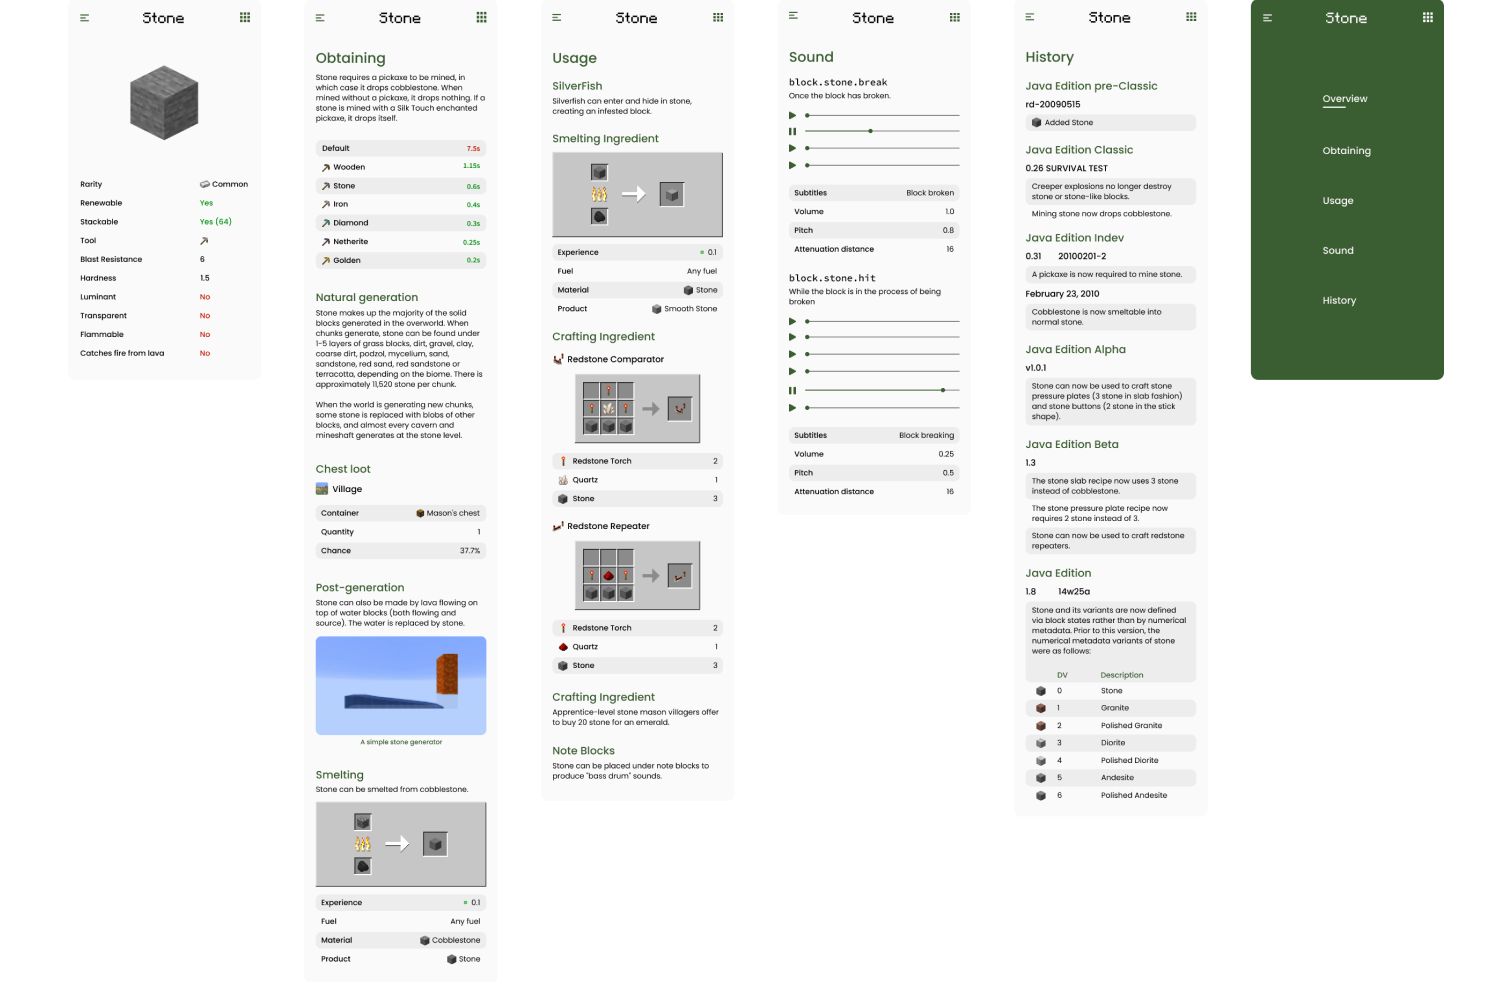 Stone
Rarity Common
Renewable Yes
Stackable Yes (64)
Tool
Blast Resistance 6
Hardness 1.5
Luminant No
Transparent No
Flammable No
Catches fire from lava No
Stone
Obtaining
Stone requires a pickaxe to be mined, in
which case it drops cobblestone. When
mined without a pickaxe, it drops nothing. If a
stone is mined with a Silk Touch enchanted
pickaxe, it drops itself.
Default 7.5s
Wooden 1.15s
Stone 0.6s
Iron 0.4s
Diamond 0.3s
Netherite 0.25s
Golden 0.2s
Natural generation
Stone makes up the majority of the solid
blocks generated in the overworld. When
chunks generate, stone can be found under
1-5 layers of grass blocks, dirt, gravel, clay,
coarse dirt, podzol, mycelium, sand,
sandstone, red sand, red sandstone or
terracotta, depending on the biome. There is
approximately 11,520 stone per chunk.
When the world is generating new chunks,
some stone is replaced with blobs of other
blocks, and almost every cavern and
mineshaft generates at the stone level.
Chest loot
Village
Container Mason's chest
Quantity 1
Chance 37.7%
Post-generation
Stone can also be made by lava flowing on
top of water blocks (both flowing and
source). The water is replaced by stone.
A simple stone generator
Smelting
Stone can be smelted from cobblestone.
Experience 0.1
Fuel Any fuel
Material Cobblestone
Product Stone
Stone
Usage
SilverFish
Silverfish can enter and hide in stone,
creating an infested block.
Smelting Ingredient
Experience 0.1
Fuel Any fuel
Material Stone
Product Smooth Stone
Crafting Ingredient
Redstone Comparator
Redstone Torch 2
Quartz 1
Stone 3
Redstone Repeater
Redstone Torch 2
Quartz 1
Stone 3
Crafting Ingredient
Apprentice-level stone mason villagers offer
to buy 20 stone for an emerald.
Note Blocks
Stone can be placed under note blocks to
produce "bass drum" sounds.
Stone
Sound
block.stone.break
Once the block has broken.
Subtitles Block broken
Volume 1.0
Pitch 0.8
Attenuation distance 16
block.stone.hit
While the block is in the process of being
broken
Subtitles Block breaking
Volume 0.25
Pitch 0.5
Attenuation distance 16
Stone
History
Java Edition pre-Classic
rd-20090515
Added Stone
Java Edition Classic
0.26 SURVIVAL TEST
Creeper explosions no longer destroy
stone or stone-like blocks.
Mining stone now drops cobblestone.
Java Edition Indev
0.31 20100201-2
A pickaxe is now required to mine stone.
February 23, 2010
Cobblestone is now smeltable into
normal stone.
Java Edition Alpha
v1.0.1
Stone can now be used to craft stone
pressure plates (3 stone in slab fashion)
and stone buttons (2 stone in the stick
shape).
Java Edition Beta
1.3
The stone slab recipe now uses 3 stone
instead of cobblestone.
The stone pressure plate recipe now
requires 2 stone instead of 3.
Stone can now be used to craft redstone
repeaters.
Java Edition
1.8 14w25a
Stone and its variants are now defined
via block states rather than by numerical
metadata. Prior to this version, the
numerical metadata variants of stone
were as follows:
DV Description
0 Stone
1 Granite
2 Polished Granite
3 Diorite
4 Polished Diorite
5 Andesite
6 Polished Andesite
Stone
Overview
Obtaining
Usage
Sound
History